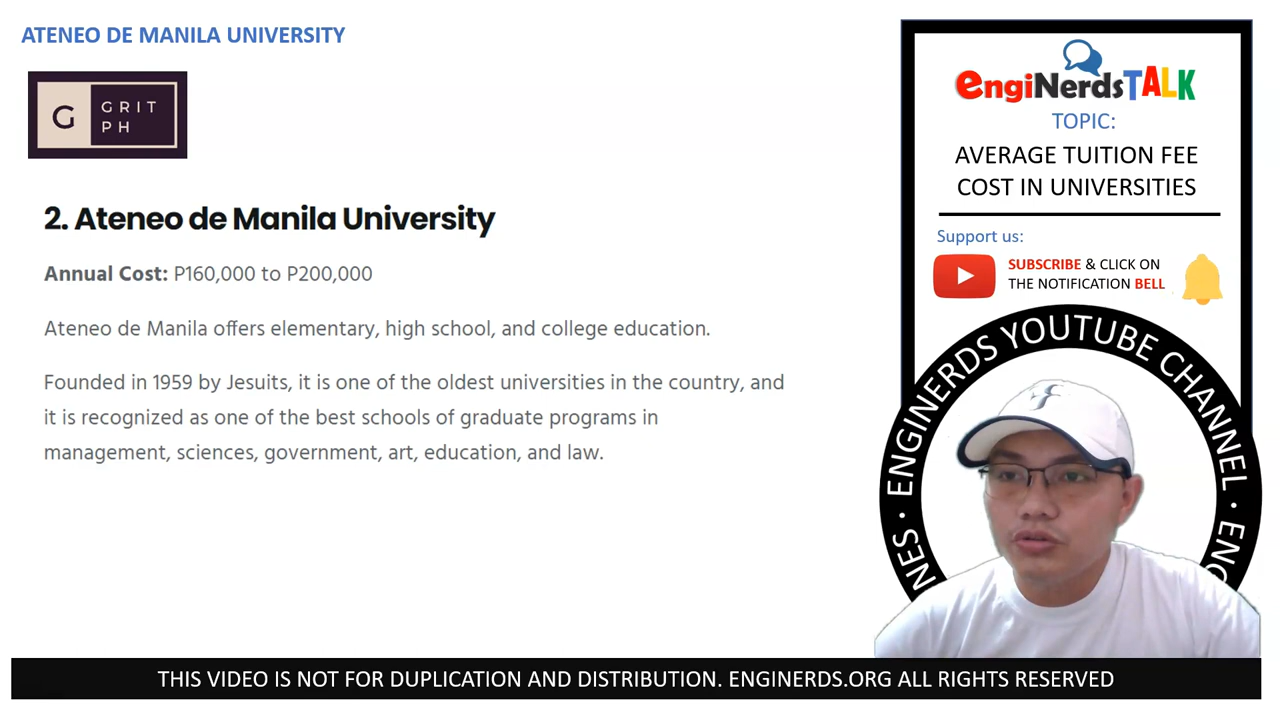 ATENEO DE MANILA UNIVERSITY
G
GRIT
PH
2. Ateneo de Manila University
Annual Cost: P160,000 to P200,000
Ateneo de Manila offers elementary, high school, and college education.
Founded in 1959 by Jesuits, it is one of the oldest universities in the country, and
it is recognized as one of the best schools of graduate programs in
management, sciences, government, art, education, and law.
engiNerdsTALK
TOPIC:
AVERAGE TUITION FEE
COST IN UNIVERSITIES
Support us:
SUBSCRIBE & CLICK ON
THE NOTIFICATION BELL
NES · ENGINERDS YOUTUBE CHANNEL · ENG
THIS VIDEO IS NOT FOR DUPLICATION AND DISTRIBUTION. ENGINERDS.ORG ALL RIGHTS RESERVED